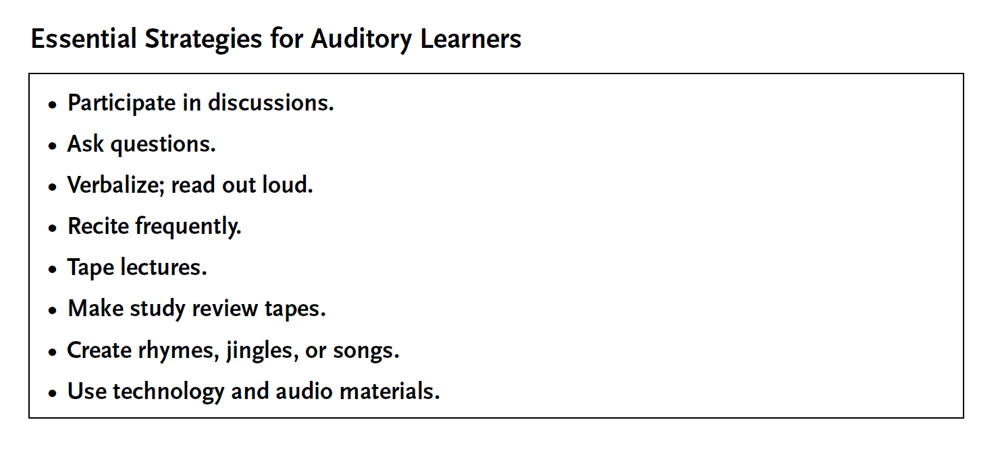 Essential Strategies for Auditory Learners
• Participate in discussions.
• Ask questions.
• Verbalize; read out loud.
• Recite frequently.
• Tape lectures.
• Make study review tapes.
• Create rhymes, jingles, or songs.
• Use technology and audio materials.